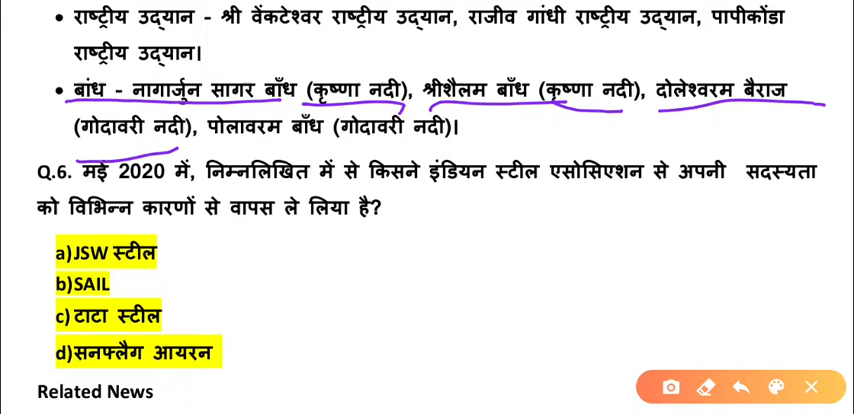 • राष्ट्रीय उद्यान - श्री वेंकटेश्वर राष्ट्रीय उद्यान, राजीव गांधी राष्ट्रीय उद्यान, पापीकोंडा
राष्ट्रीय उद्यान।
• बांध - नागार्जुन सागर बाँध (कृष्णा नदी), श्रीशैलम बाँध (कृष्णा नदी), दोलेश्वरम बैराज
(गोदावरी नदी), पोलावरम बाँध (गोदावरी नदी)।
Q.6. मई 2020 में, निम्नलिखित में से किसने इंडियन स्टील एसोसिएशन से अपनी सदस्यता
को विभिन्न कारणों से वापस ले लिया है?
a)JSW स्टील
b)SAIL
c) टाटा स्टील
d)सनफ्लैग आयरन
Related News